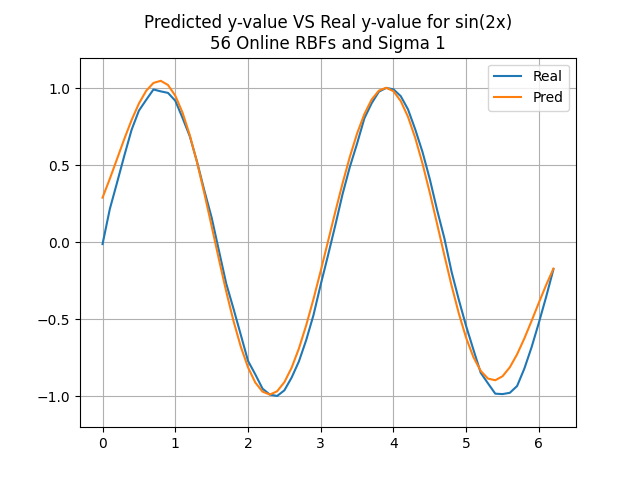 Predicted y-value VS Real y-value for sin(2x)
56 Online RBFs and Sigma 1
Real
Pred
1.0
0.5
0.0
−0.5
−1.0
0 1 2 3 4 5 6